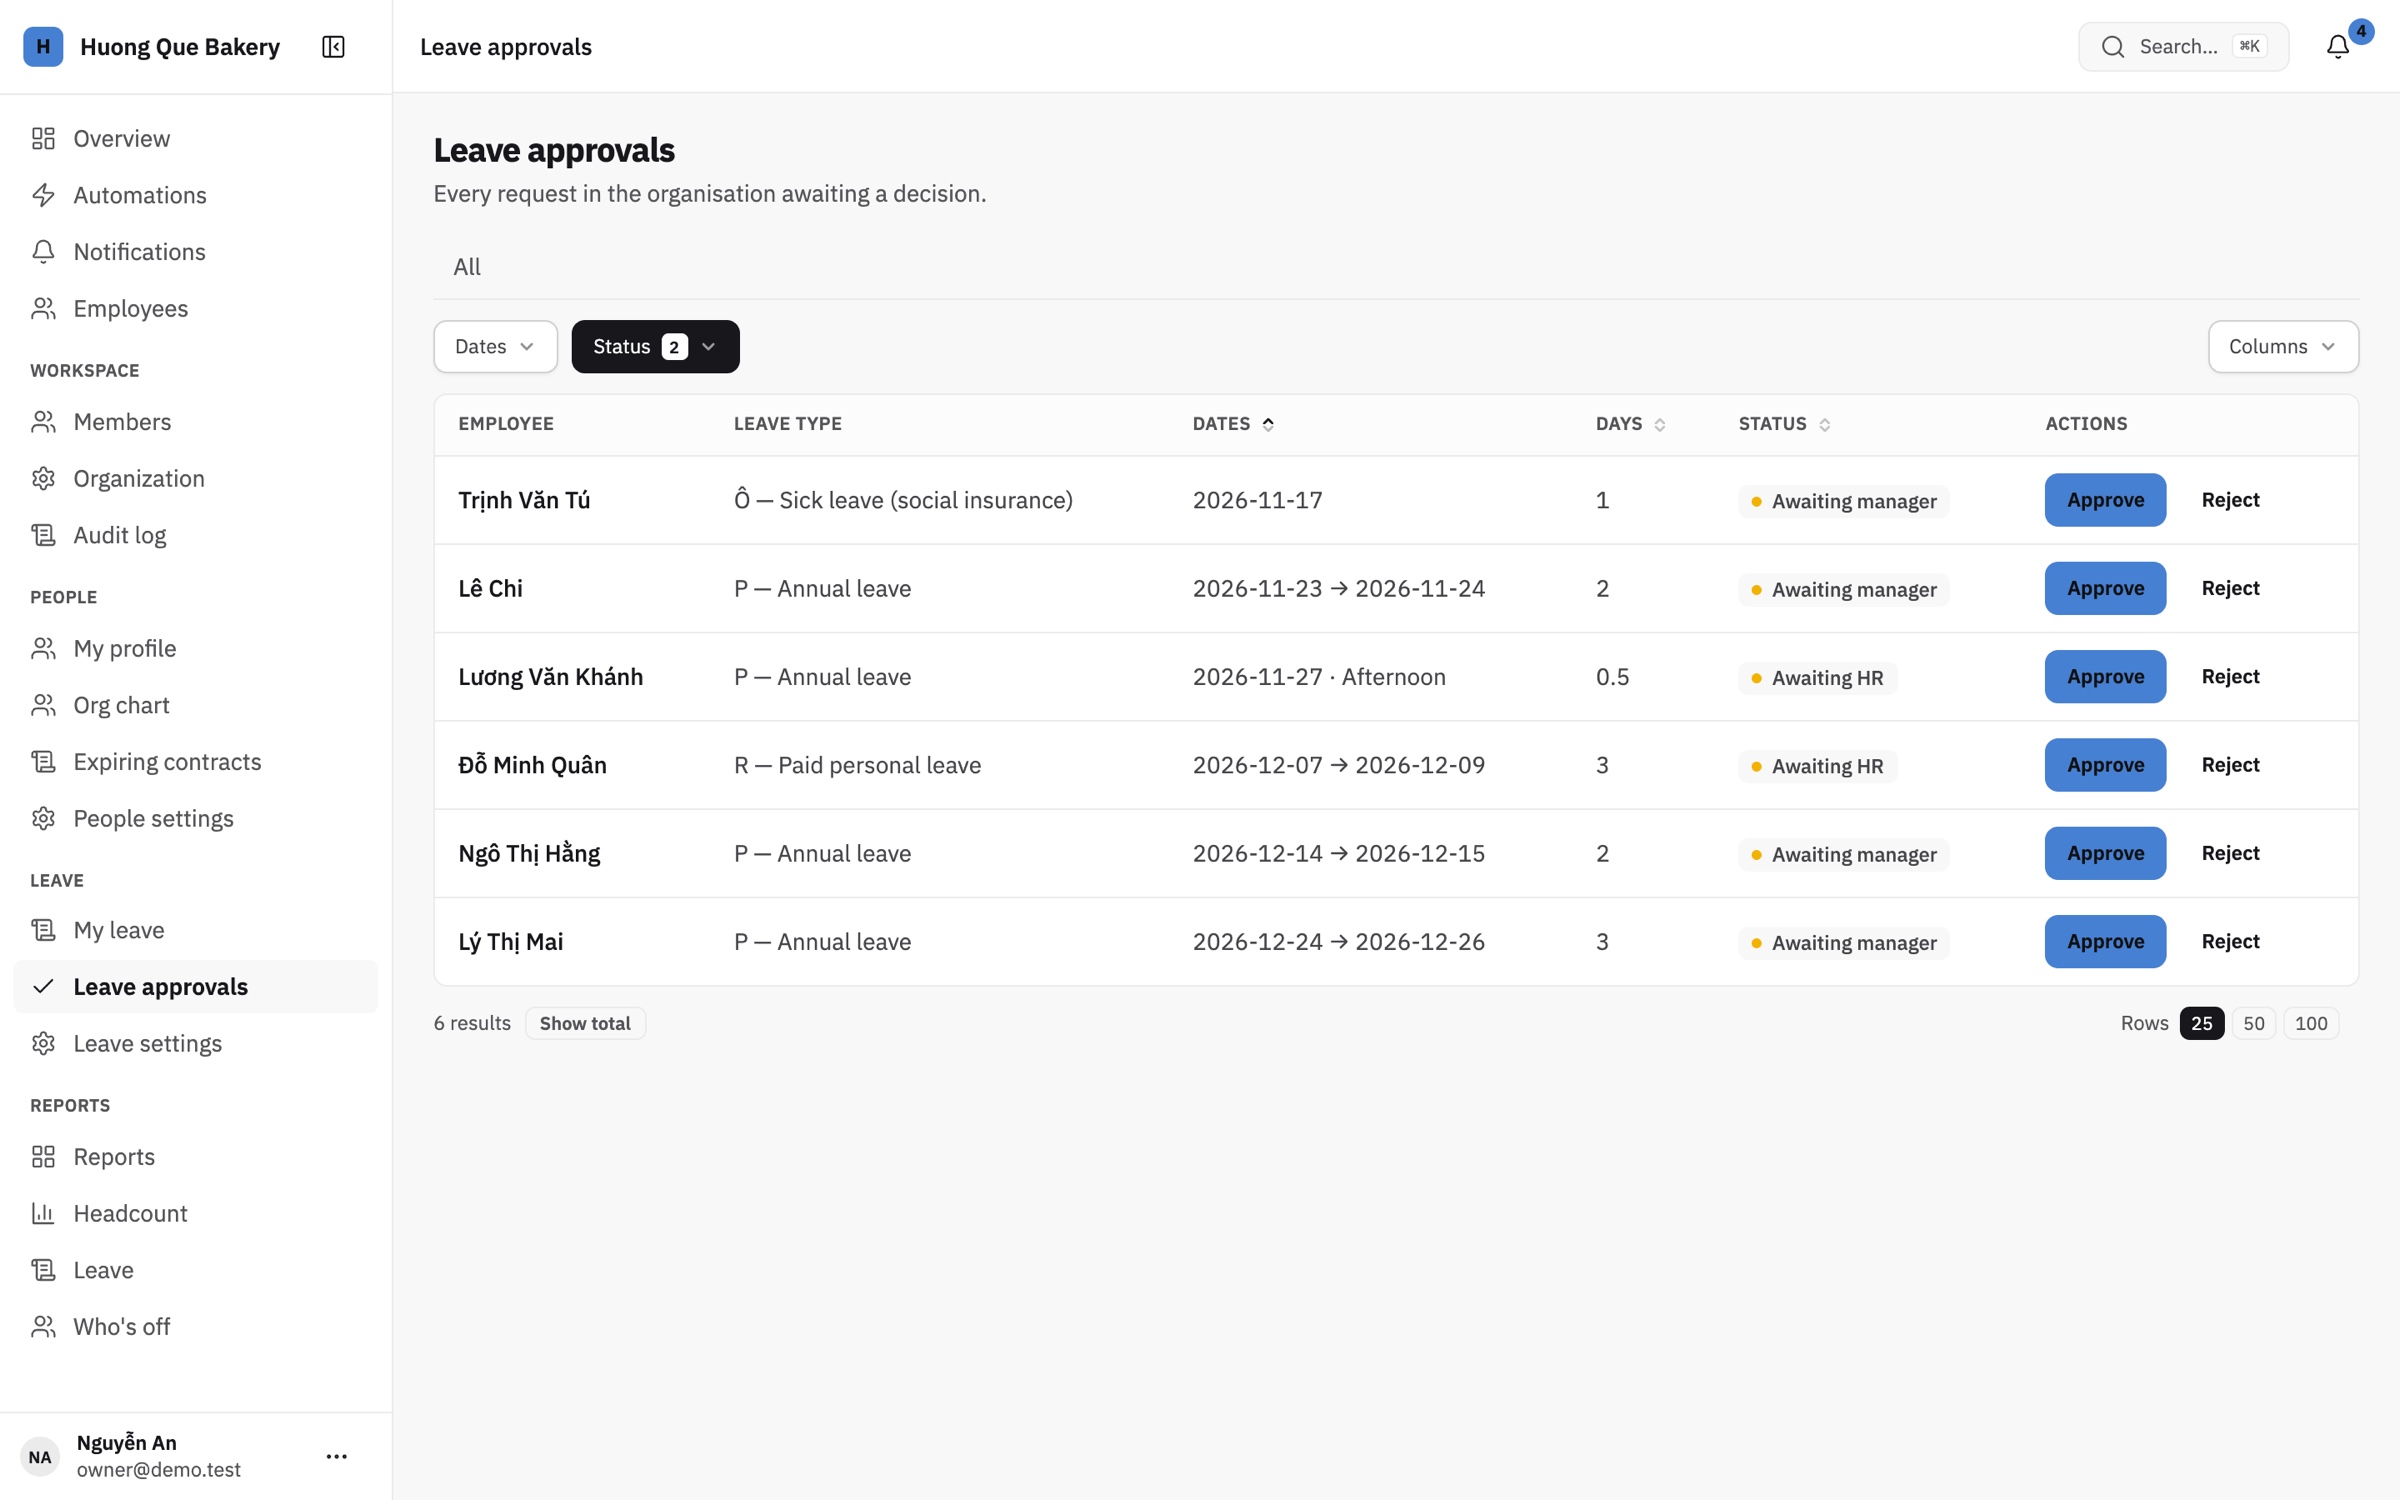 H Huong Que Bakery
Leave approvals
Search... ⌘K
4
Overview
Automations
Notifications
Employees
WORKSPACE
Members
Organization
Audit log
PEOPLE
My profile
Org chart
Expiring contracts
People settings
LEAVE
My leave
Leave approvals
Leave settings
REPORTS
Reports
Headcount
Leave
Who's off
NA
Nguyễn An
owner@demo.test
Leave approvals
Every request in the organisation awaiting a decision.
All
Dates
Status 2
Columns
EMPLOYEE LEAVE TYPE DATES DAYS STATUS ACTIONS
Trịnh Văn Tú Ô — Sick leave (social insurance) 2026-11-17 1 Awaiting manager Approve Reject
Lê Chi P — Annual leave 2026-11-23 → 2026-11-24 2 Awaiting manager Approve Reject
Lương Văn Khánh P — Annual leave 2026-11-27 · Afternoon 0.5 Awaiting HR Approve Reject
Đỗ Minh Quân R — Paid personal leave 2026-12-07 → 2026-12-09 3 Awaiting HR Approve Reject
Ngô Thị Hằng P — Annual leave 2026-12-14 → 2026-12-15 2 Awaiting manager Approve Reject
Lý Thị Mai P — Annual leave 2026-12-24 → 2026-12-26 3 Awaiting manager Approve Reject
6 results Show total
Rows 25 50 100